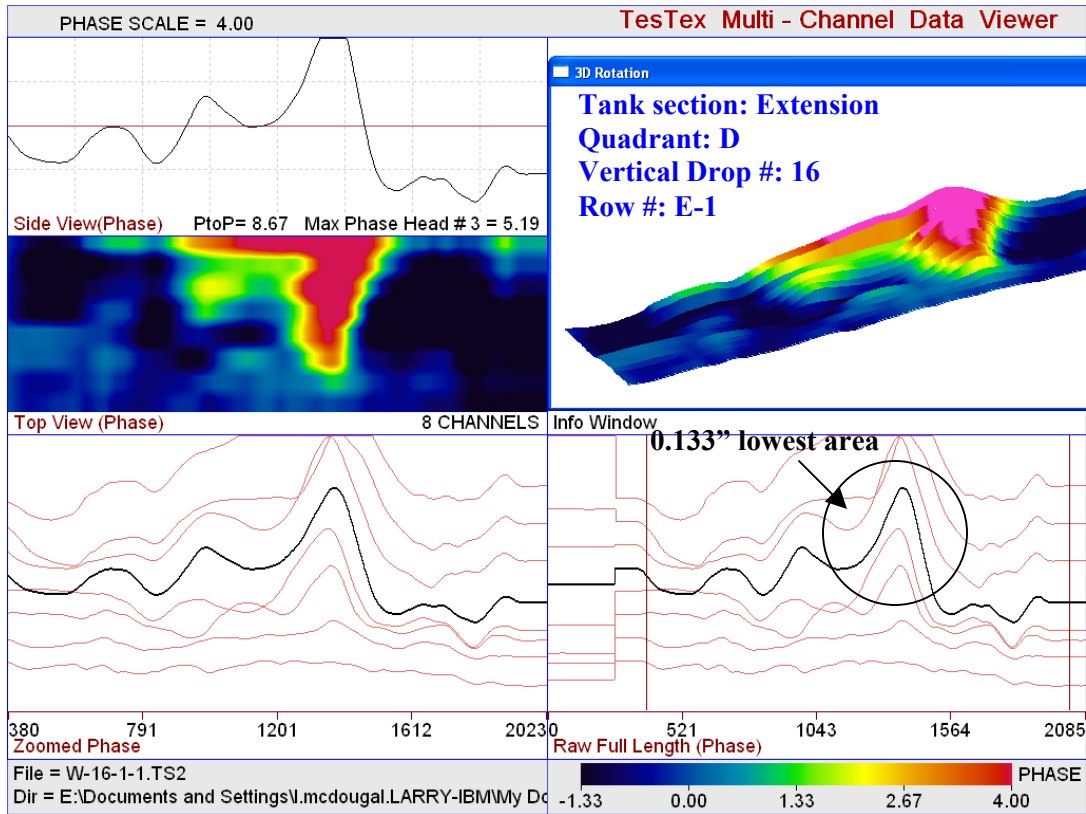 PHASE SCALE = 4.00
TesTex Multi - Channel Data Viewer
3D Rotation
Tank section: Extension
Quadrant: D
Vertical Drop #: 16
Row #: E-1
Side View(Phase) PtoP= 8.67 Max Phase Head # 3 = 5.19
Top View (Phase) 8 CHANNELS
Info Window
0.133” lowest area
380 791 1201 1612 2023
Zoomed Phase
0 521 1043 1564 2085
Raw Full Length (Phase)
File = W-16-1-1.TS2
Dir = E:\Documents and Settings\l.mcdougal.LARRY-IBM\My Do
PHASE
-1.33 0.00 1.33 2.67 4.00